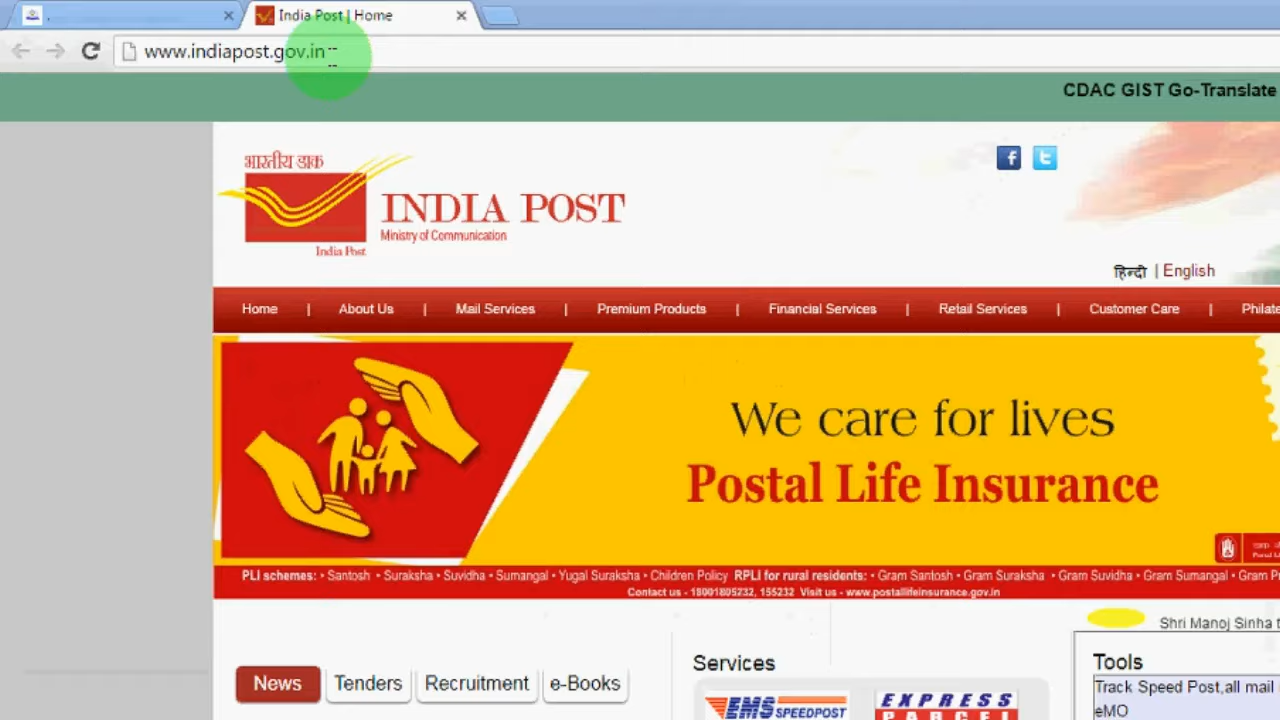 India Post | Home
www.indiapost.gov.in
CDAC GIST Go-Translate
भारतीय डाक
INDIA POST
Ministry of Communication
India Post
हिन्दी | English
Home | About Us | Mail Services | Premium Products | Financial Services | Retail Services | Customer Care |
We care for lives
Postal Life Insurance
PLI schemes: • Santosh • Suraksha • Suvidha • Sumangal • Yugal Suraksha • Children Policy RPLI for rural residents: • Gram Santosh • Gram Suraksha • Gram Suvidha • Gram Sumangal • Gram
Contact us - 18001805232, 155232 Visit us - www.postallifeinsurance.gov.in
Shri Manoj Sinha
News Tenders Recruitment e-Books
Services
Tools
Track Speed Post,all mail
eMO
EMS SPEEDPOST
EXPRESS
PARCEL